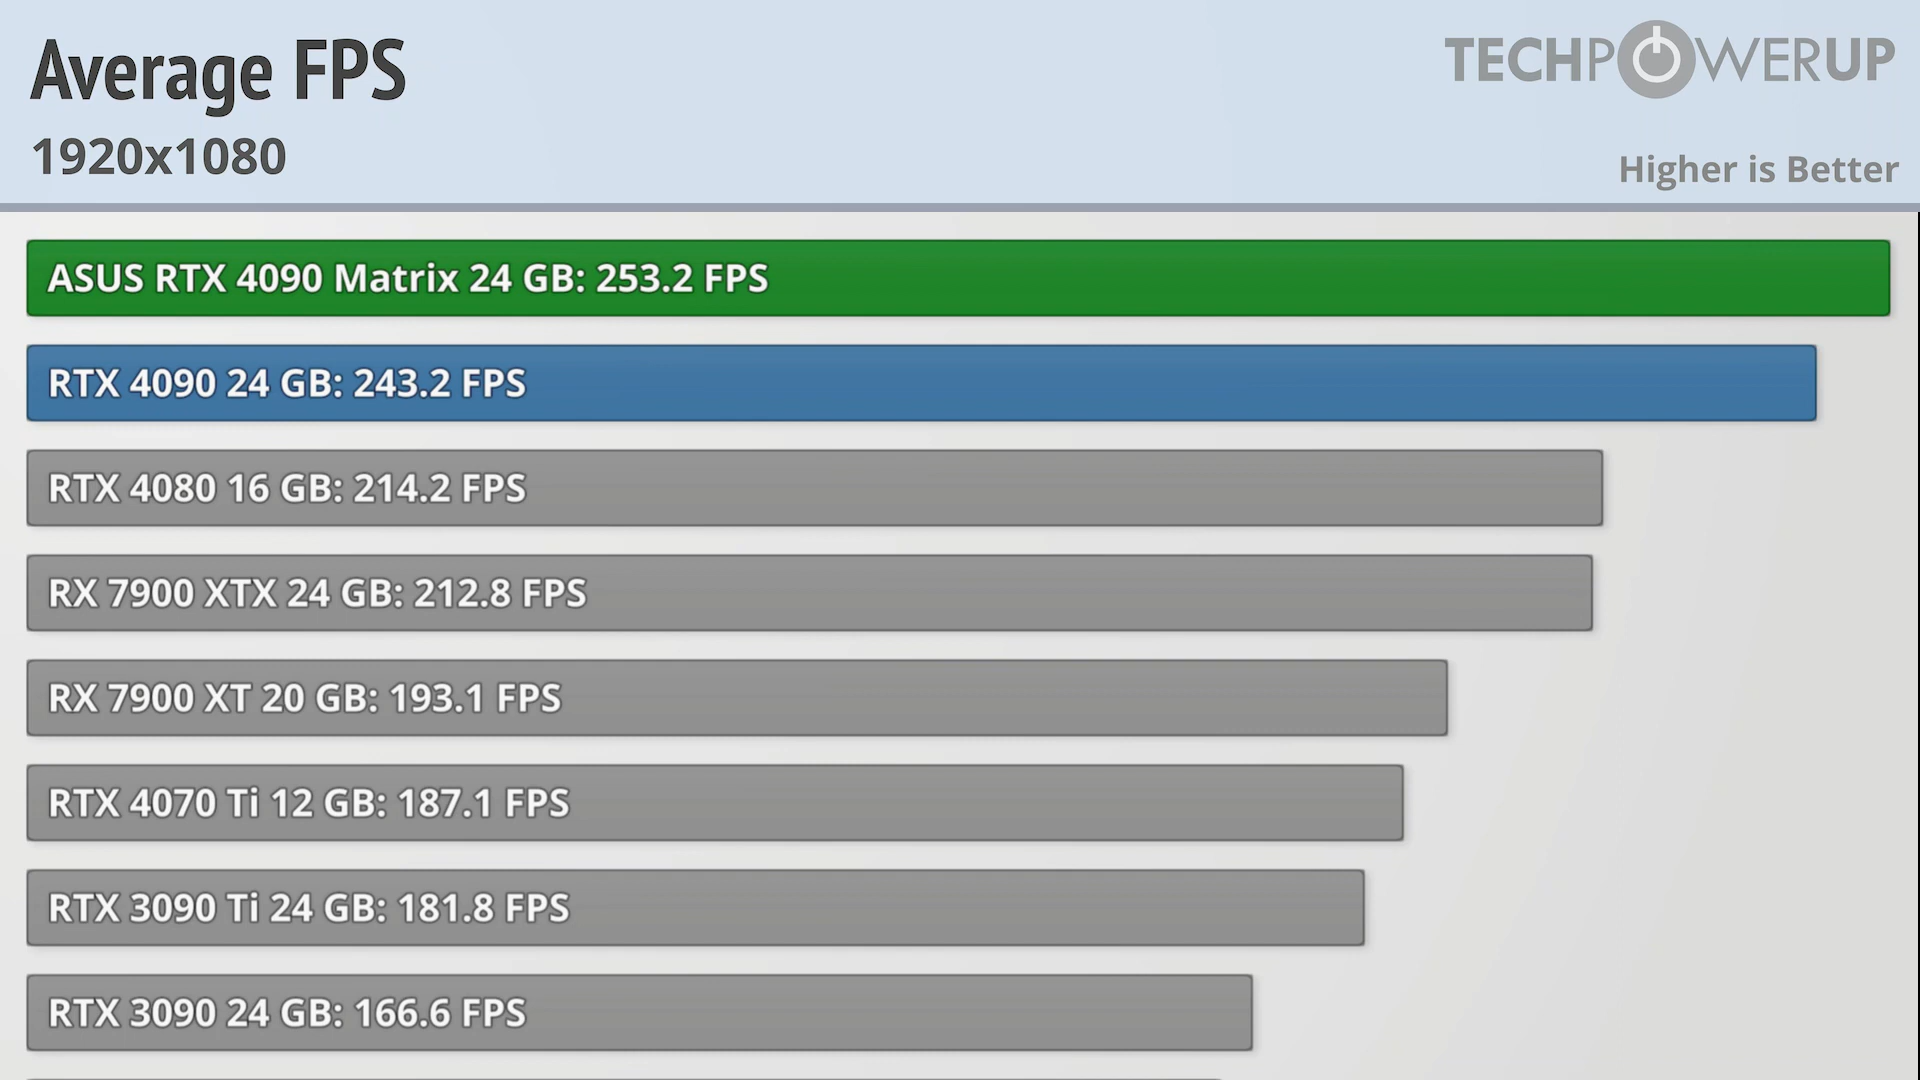 Average FPS
TECHPOWERUP
1920x1080
Higher is Better
ASUS RTX 4090 Matrix 24 GB: 253.2 FPS
RTX 4090 24 GB: 243.2 FPS
RTX 4080 16 GB: 214.2 FPS
RX 7900 XTX 24 GB: 212.8 FPS
RX 7900 XT 20 GB: 193.1 FPS
RTX 4070 Ti 12 GB: 187.1 FPS
RTX 3090 Ti 24 GB: 181.8 FPS
RTX 3090 24 GB: 166.6 FPS